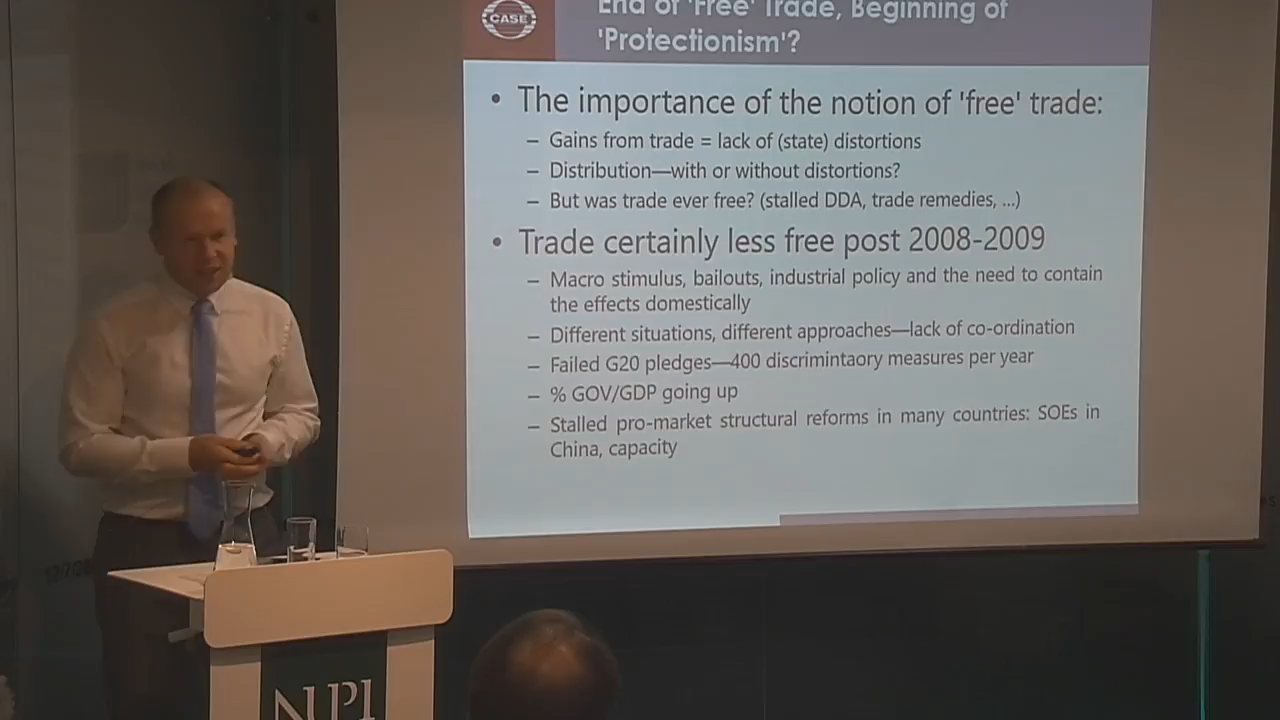 CASE
End of 'Free' Trade, Beginning of
'Protectionism'?
• The importance of the notion of 'free' trade:
– Gains from trade = lack of (state) distortions
– Distribution—with or without distortions?
– But was trade ever free? (stalled DDA, trade remedies, ...)
• Trade certainly less free post 2008-2009
– Macro stimulus, bailouts, industrial policy and the need to contain
the effects domestically
– Different situations, different approaches—lack of co-ordination
– Failed G20 pledges—400 discrimintaory measures per year
– % GOV/GDP going up
– Stalled pro-market structural reforms in many countries: SOEs in
China, capacity
NUPI